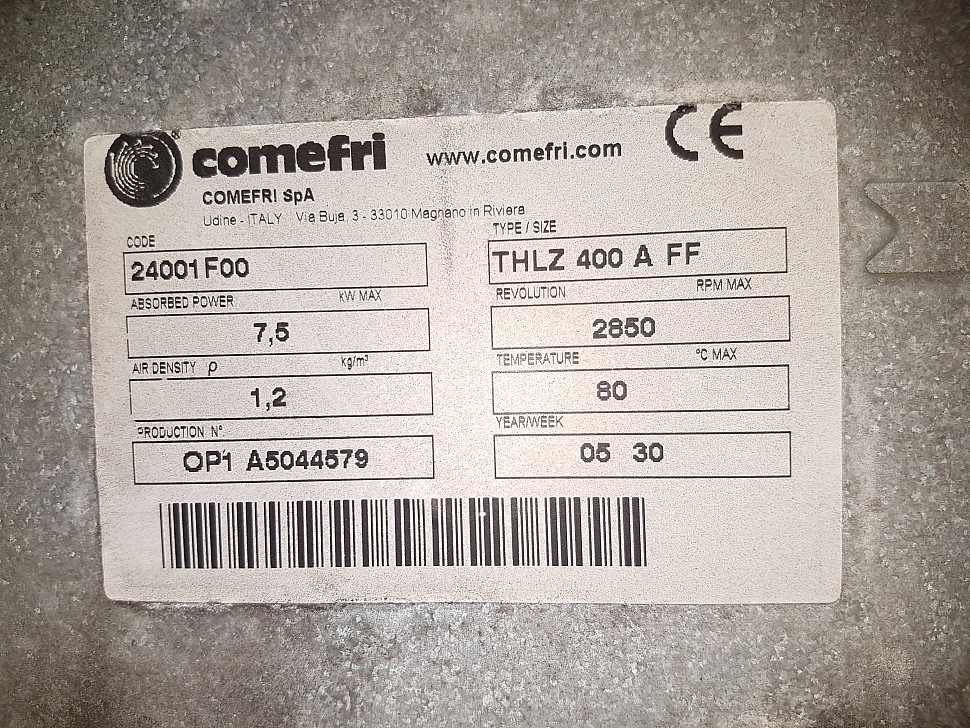 comefri® www.comefri.com CE
COMEFRI SpA
Udine - ITALY Via Buja, 3 - 33010 Magnano in Riviera
CODE TYPE / SIZE
24001F00 THLZ 400 A FF
ABSORBED POWER kW MAX REVOLUTION RPM MAX
7,5 2850
AIR DENSITY ρ kg/m³ TEMPERATURE °C MAX
1,2 80
PRODUCTION N°. YEAR/WEEK
OP1 A5044579 05 30